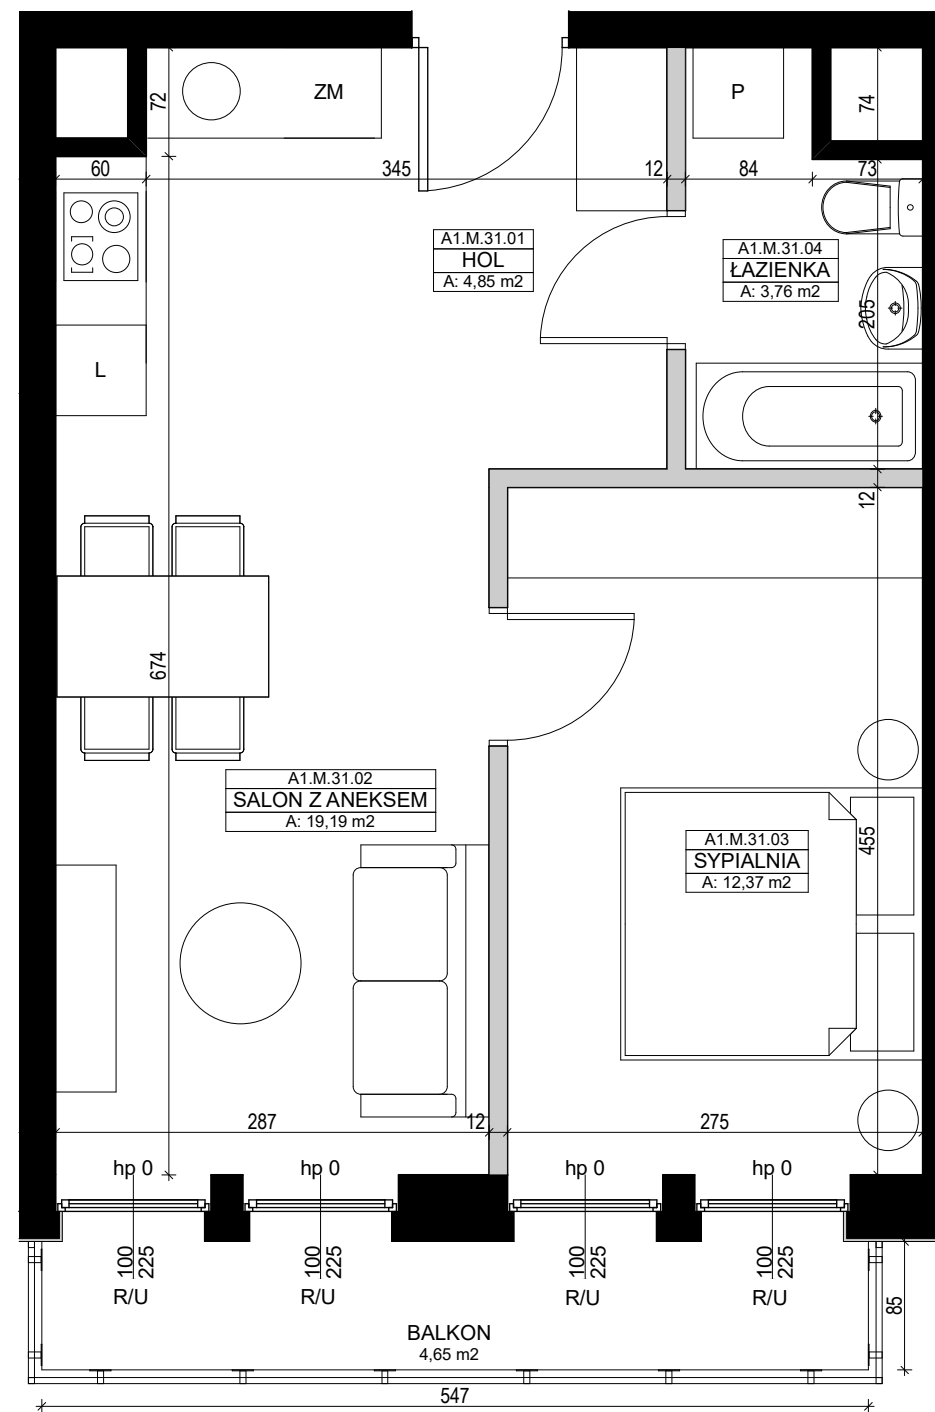 ZM
P
72
74
60
345
12
84
73
A1.M.31.01
HOL
A: 4,85 m2
A1.M.31.04
ŁAZIENKA
A: 3,76 m2
205
L
12
674
A1.M.31.02
SALON Z ANEKSEM
A: 19,19 m2
A1.M.31.03
SYPIALNIA
A: 12,37 m2
455
287
12
275
hp 0
hp 0
hp 0
hp 0
100
225
100
225
100
225
100
225
R/U
R/U
R/U
R/U
85
BALKON
4,65 m2
547